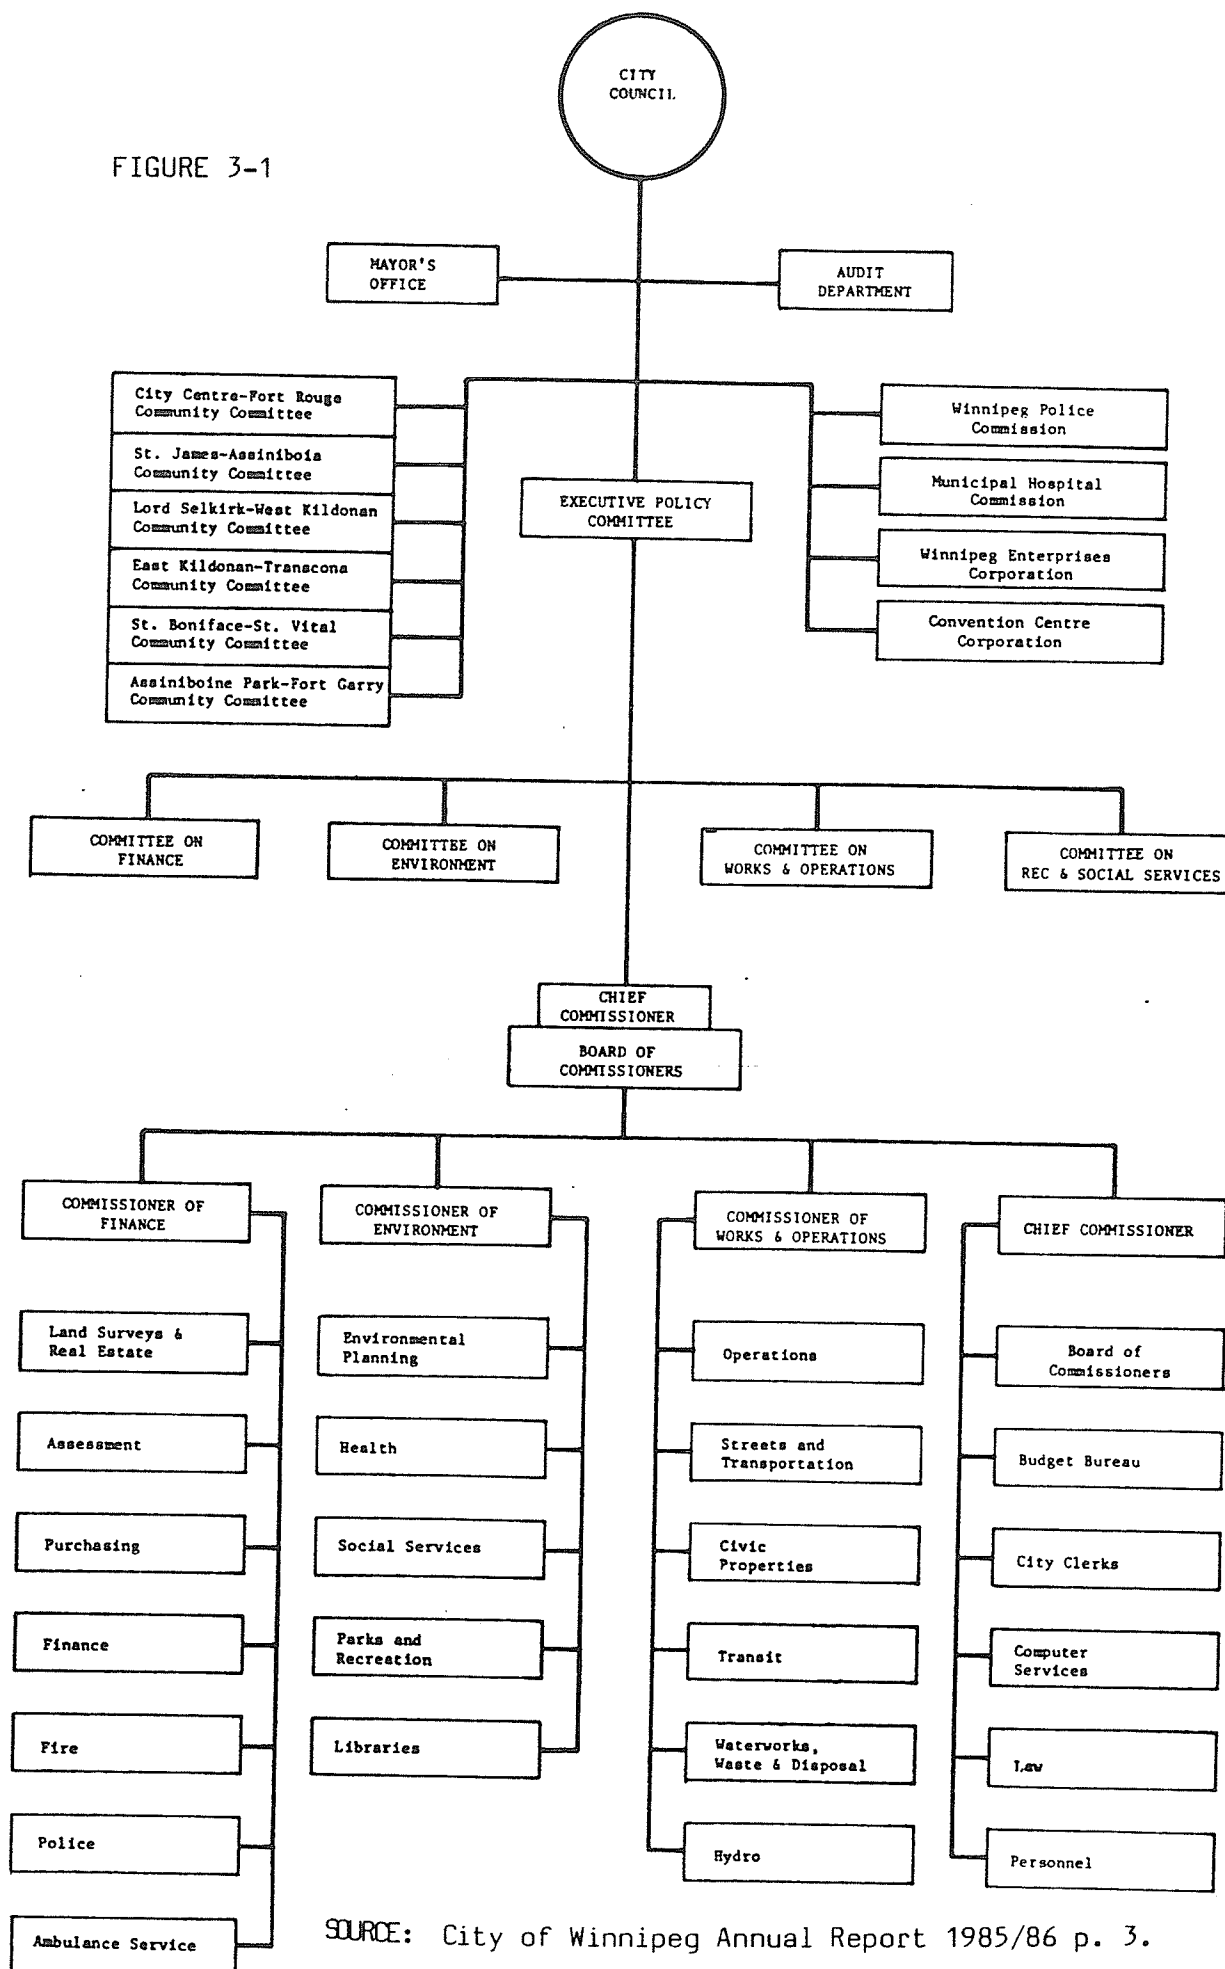 CITY
COUNCIL
FIGURE 3-1
MAYOR'S
OFFICE
AUDIT
DEPARTMENT
City Centre-Fort Rouge
Community Committee
St. James-Assiniboia
Community Committee
Lord Selkirk-West Kildonan
Community Committee
East Kildonan-Transcona
Community Committee
St. Boniface-St. Vital
Community Committee
Assiniboine Park-Fort Garry
Community Committee
EXECUTIVE POLICY
COMMITTEE
Winnipeg Police
Commission
Municipal Hospital
Commission
Winnipeg Enterprises
Corporation
Convention Centre
Corporation
COMMITTEE ON
FINANCE
COMMITTEE ON
ENVIRONMENT
COMMITTEE ON
WORKS & OPERATIONS
COMMITTEE ON
REC & SOCIAL SERVICES
CHIEF
COMMISSIONER
BOARD OF
COMMISSIONERS
COMMISSIONER OF
FINANCE
Land Surveys &
Real Estate
Assessment
Purchasing
Finance
Fire
Police
Ambulance Service
COMMISSIONER OF
ENVIRONMENT
Environmental
Planning
Health
Social Services
Parks and
Recreation
Libraries
COMMISSIONER OF
WORKS & OPERATIONS
Operations
Streets and
Transportation
Civic
Properties
Transit
Waterworks,
Waste & Disposal
Hydro
CHIEF COMMISSIONER
Board of
Commissioners
Budget Bureau
City Clerks
Computer
Services
Law
Personnel
SOURCE: City of Winnipeg Annual Report 1985/86 p. 3.